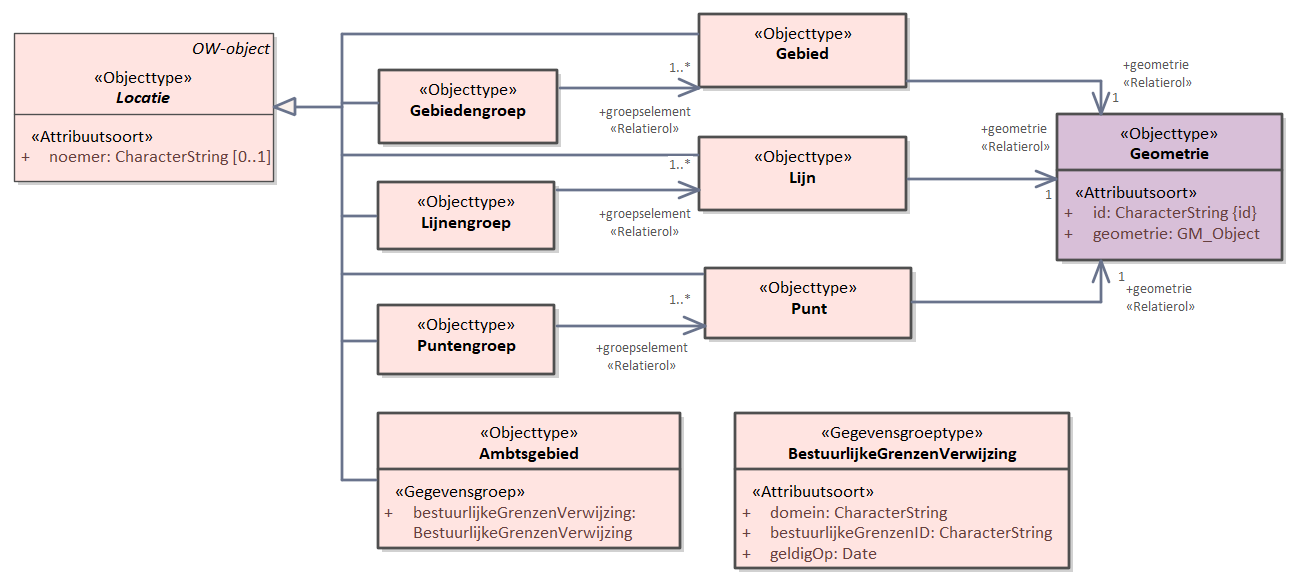 OW-object
«Objecttype»
Locatie
«Attribuutsoort»
+ noemer: CharacterString [0..1]
«Objecttype»
Gebiedengroep
1..*
+groepselement
«Relatierol»
«Objecttype»
Gebied
+geometrie
«Relatierol»
1
«Objecttype»
Lijnengroep
1..*
+groepselement
«Relatierol»
«Objecttype»
Lijn
+geometrie
«Relatierol»
1
«Objecttype»
Geometrie
«Attribuutsoort»
+ id: CharacterString {id}
+ geometrie: GM_Object
«Objecttype»
Puntengroep
1..*
+groepselement
«Relatierol»
«Objecttype»
Punt
1
+geometrie
«Relatierol»
«Objecttype»
Ambtsgebied
«Gegevensgroep»
+ bestuurlijkeGrenzenVerwijzing:
BestuurlijkeGrenzenVerwijzing
«Gegevensgroeptype»
BestuurlijkeGrenzenVerwijzing
«Attribuutsoort»
+ domein: CharacterString
+ bestuurlijkeGrenzenID: CharacterString
+ geldigOp: Date